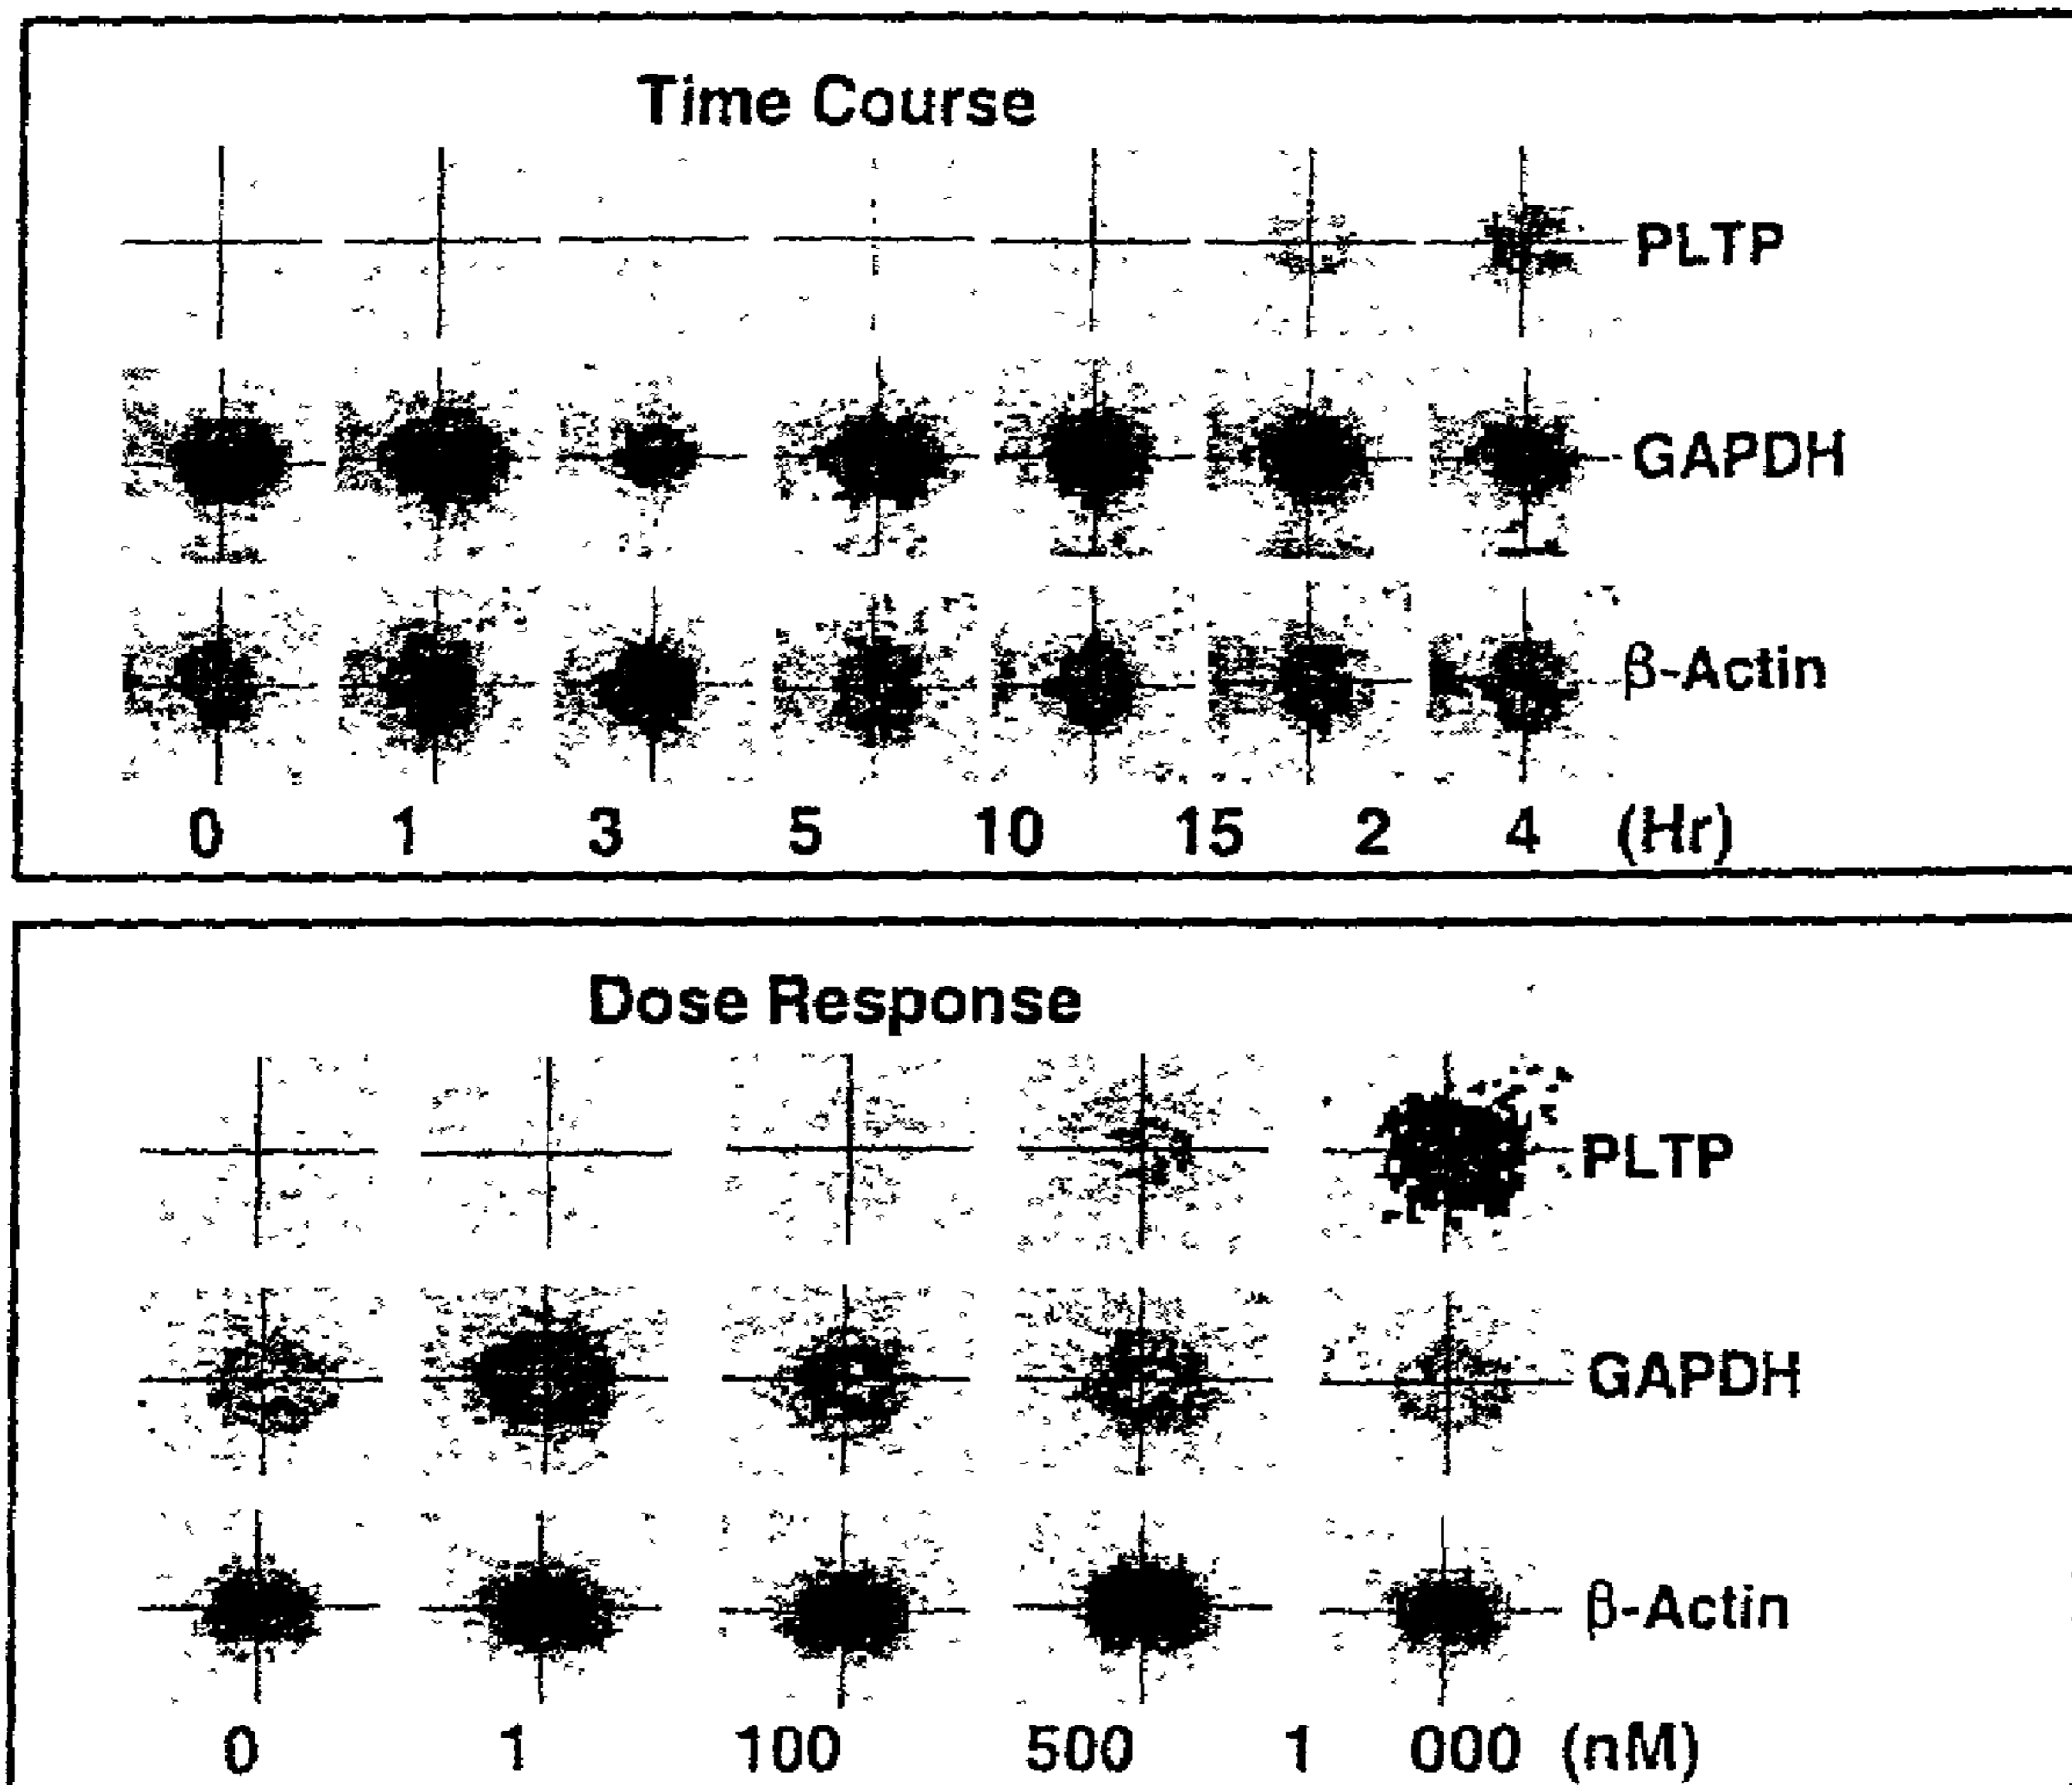 Time Course
PLTP
GAPDH
β-Actin
0 1 3 5 10 15 2 4 (Hr)
Dose Response
PLTP
GAPDH
β-Actin
0 1 100 500 1 000 (nM)